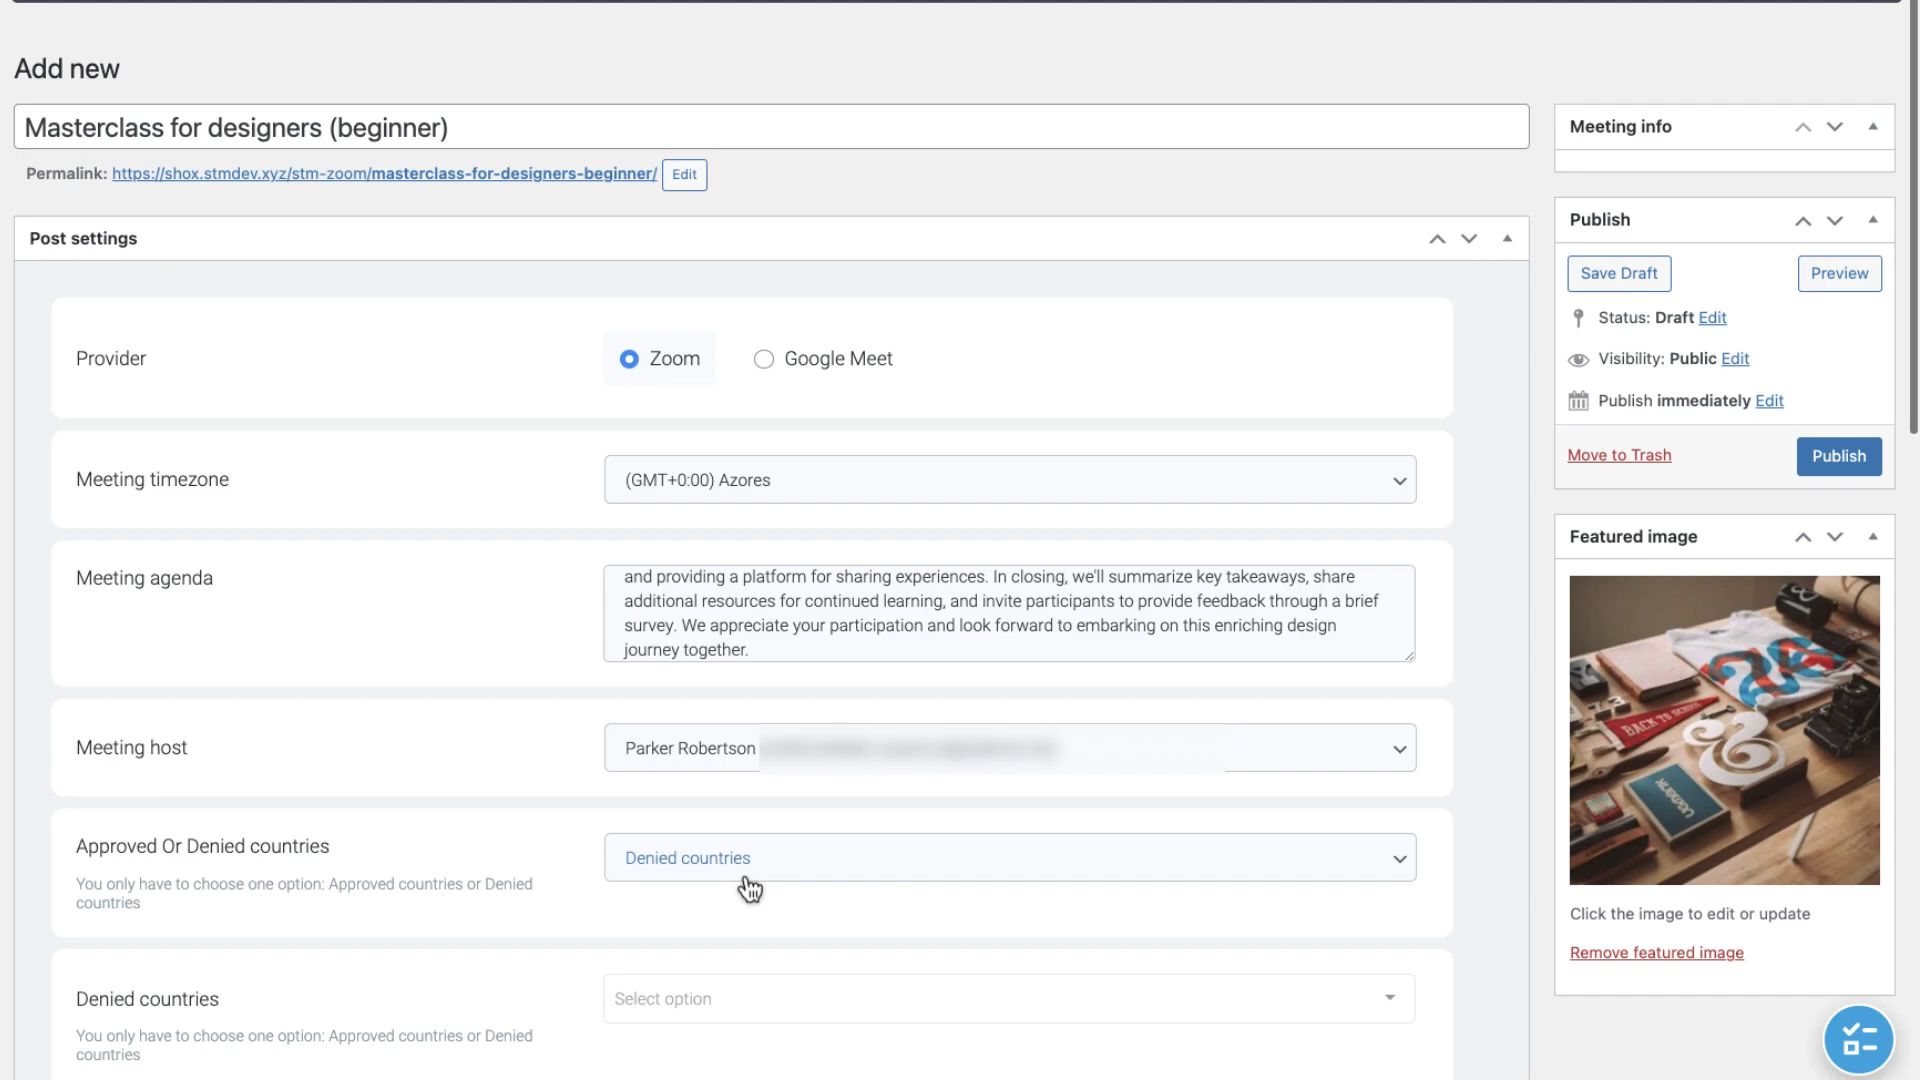 Add new
Masterclass for designers (beginner)
Permalink: https://shox.stmdev.xyz/stm-zoom/masterclass-for-designers-beginner/ Edit
Post settings
Provider
Zoom
Google Meet
Meeting timezone
(GMT+0:00) Azores
Meeting agenda
and providing a platform for sharing experiences. In closing, we'll summarize key takeaways, share
additional resources for continued learning, and invite participants to provide feedback through a brief
survey. We appreciate your participation and look forward to embarking on this enriching design
journey together.
Meeting host
Parker Robertson
Approved Or Denied countries
You only have to choose one option: Approved countries or Denied
countries
Denied countries
Denied countries
You only have to choose one option: Approved countries or Denied
countries
Select option
Meeting info
Publish
Save Draft
Preview
Status: Draft Edit
Visibility: Public Edit
Publish immediately Edit
Move to Trash
Publish
Featured image
BACK TO SCHOOL
&
Click the image to edit or update
Remove featured image